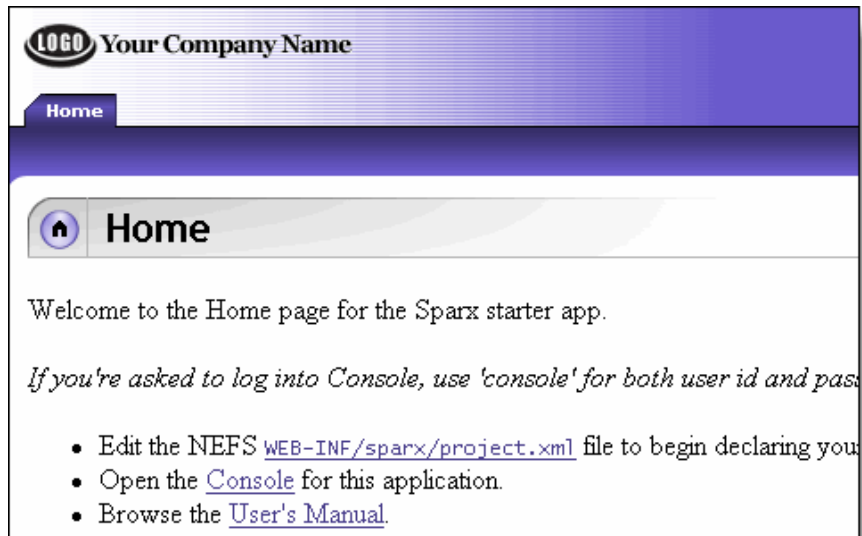 LOGO Your Company Name
Home
Home
Welcome to the Home page for the Sparx starter app.
If you're asked to log into Console, use 'console' for both user id and
Edit the NEFS WEB-INF/sparx/project.xml file to begin declaring
Open the Console for this application.
Browse the User's Manual.